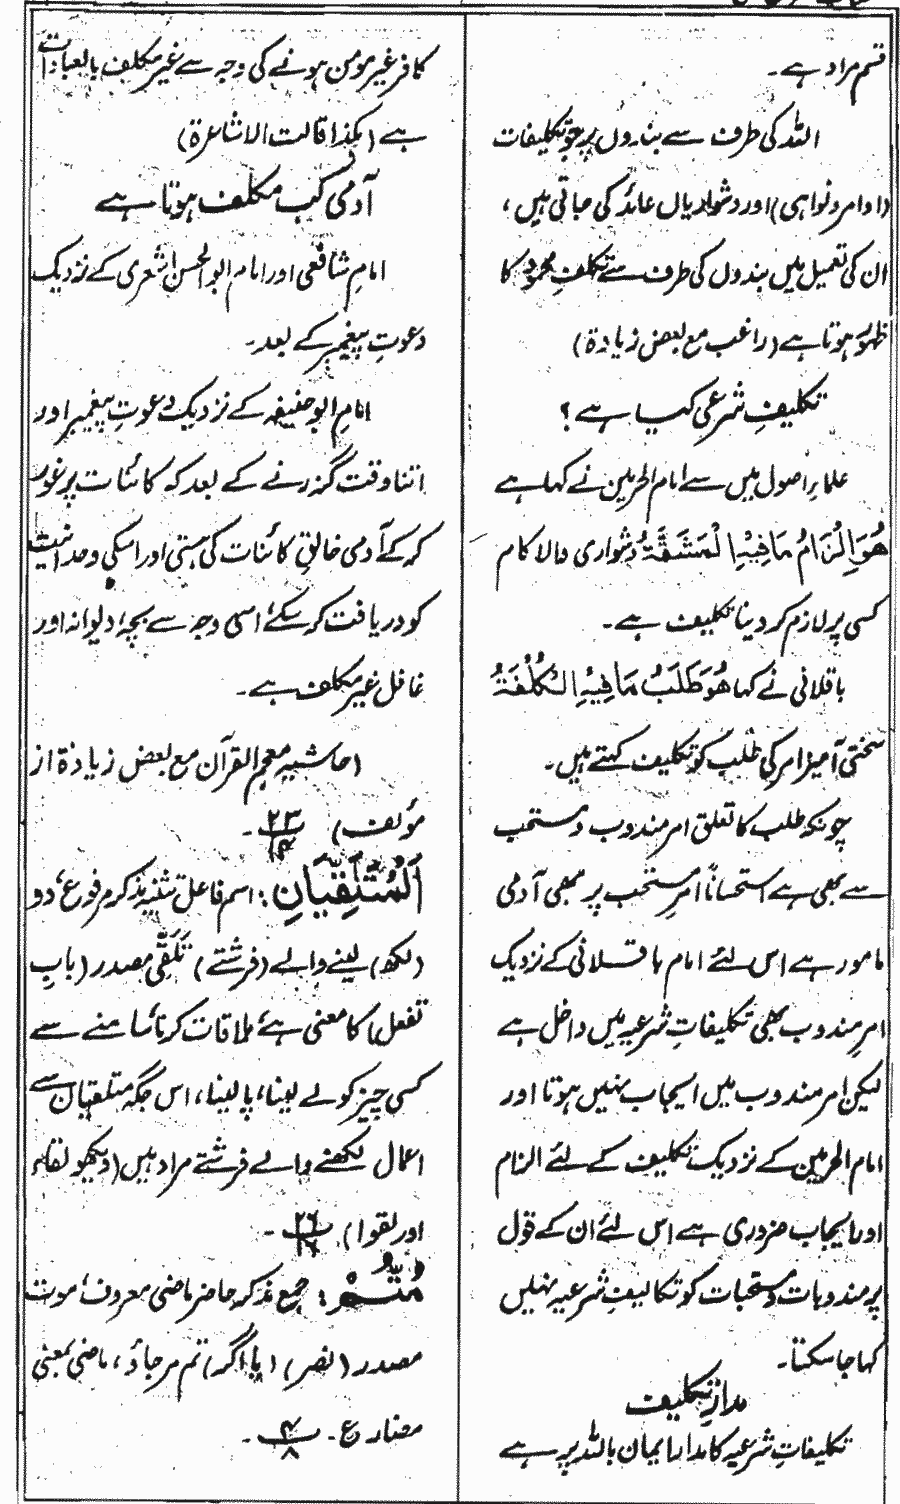 قسم مراد ہے۔
اللہ کی طرف سے بندوں پر جو تکلیفات
(اوامر و نواہی) اور دشواریاں عائد کی جاتی ہیں،
ان کی تعمیل میں بندوں کی طرف سے تکلفِ محمود کا
ظہور ہوتا ہے (راغب مع بعض زیادۃ)
تکلیفِ شرعی کیا ہے؟
علماءِ اصول میں سے امام الحرمین نے کہا ہے
هُوَ اِلْزَامُ مَا فِيْهِ الْمَشَقَّةُ دشواری والا کام
کسی پر لازم کر دینا تکلیف ہے۔
باقلانی نے کہا هُوَ طَلَبُ مَا فِيْهِ الْكُلْفَةُ
سختی آمیز امر کی طلب کو تکلیف کہتے ہیں۔
چونکہ طلب کا تعلق امر مندوب و مستحب
سے بھی ہے استحساناً امرِ مستحب پر بھی آدمی
مامور ہے اس لئے امام باقلانی کے نزدیک
امرِ مندوب بھی تکلیفاتِ شرعیہ میں داخل ہے
لیکن امر مندوب میں ایجاب نہیں ہوتا اور
امام الحرمین کے نزدیک تکلیف کے لئے الزام
اور ایجاب ضروری ہے اس لئے ان کے قول
پر مندوبات و مستحبات کو تکالیفِ شرعیہ نہیں
کہا جا سکتا۔
مدارِ تکلیف
تکلیفاتِ شرعیہ کا مدار ایمان باللہ پر ہے
کافر غیر مؤمن ہونے کی وجہ سے غیر مکلف بالعبادات
ہے (ہکذا قالت الاشاعرۃ)
آدمی کب مکلف ہوتا ہے
امام شافعی اور امام ابو الحسن اشعری کے نزدیک
دعوتِ پیغمبر کے بعد۔
امام ابو حنیفہ کے نزدیک دعوتِ پیغمبر اور
اتنا وقت گزرنے کے بعد کہ کائنات پر غور
کر کے آدمی خالقِ کائنات کی ہستی اور اسکی وحدانیت
کو دریافت کر سکے، اسی وجہ سے بچہ، دیوانہ اور
غافل غیر مکلف ہے۔
(حاشیہ معجم القرآن مع بعض زیادۃ از
مؤلف) ۲۳/۴۔
اَلْمُتَلَقِّيَانِ: اسم فاعل تثنیہ مذکر مرفوع، دو
(لکھ) لینے والے (فرشتے) تَلَقِّی مصدر (باب
تفعل) کا معنی ہے، ملاقات کرنا، سامنے سے
کسی چیز کو لے لینا، پا لینا، اس جگہ متلقیان سے
اعمال لکھنے والے فرشتے مراد ہیں (دیکھو لقاء
اور لقوا) ۲۶/۱۶۔
مُتُّمْ: جمع مذکر حاضر ماضی معروف، موت
مصدر (نصر) (یا اگر) تم مر جاؤ، ماضی بمعنی
مضارع۔ ۴/۸۔